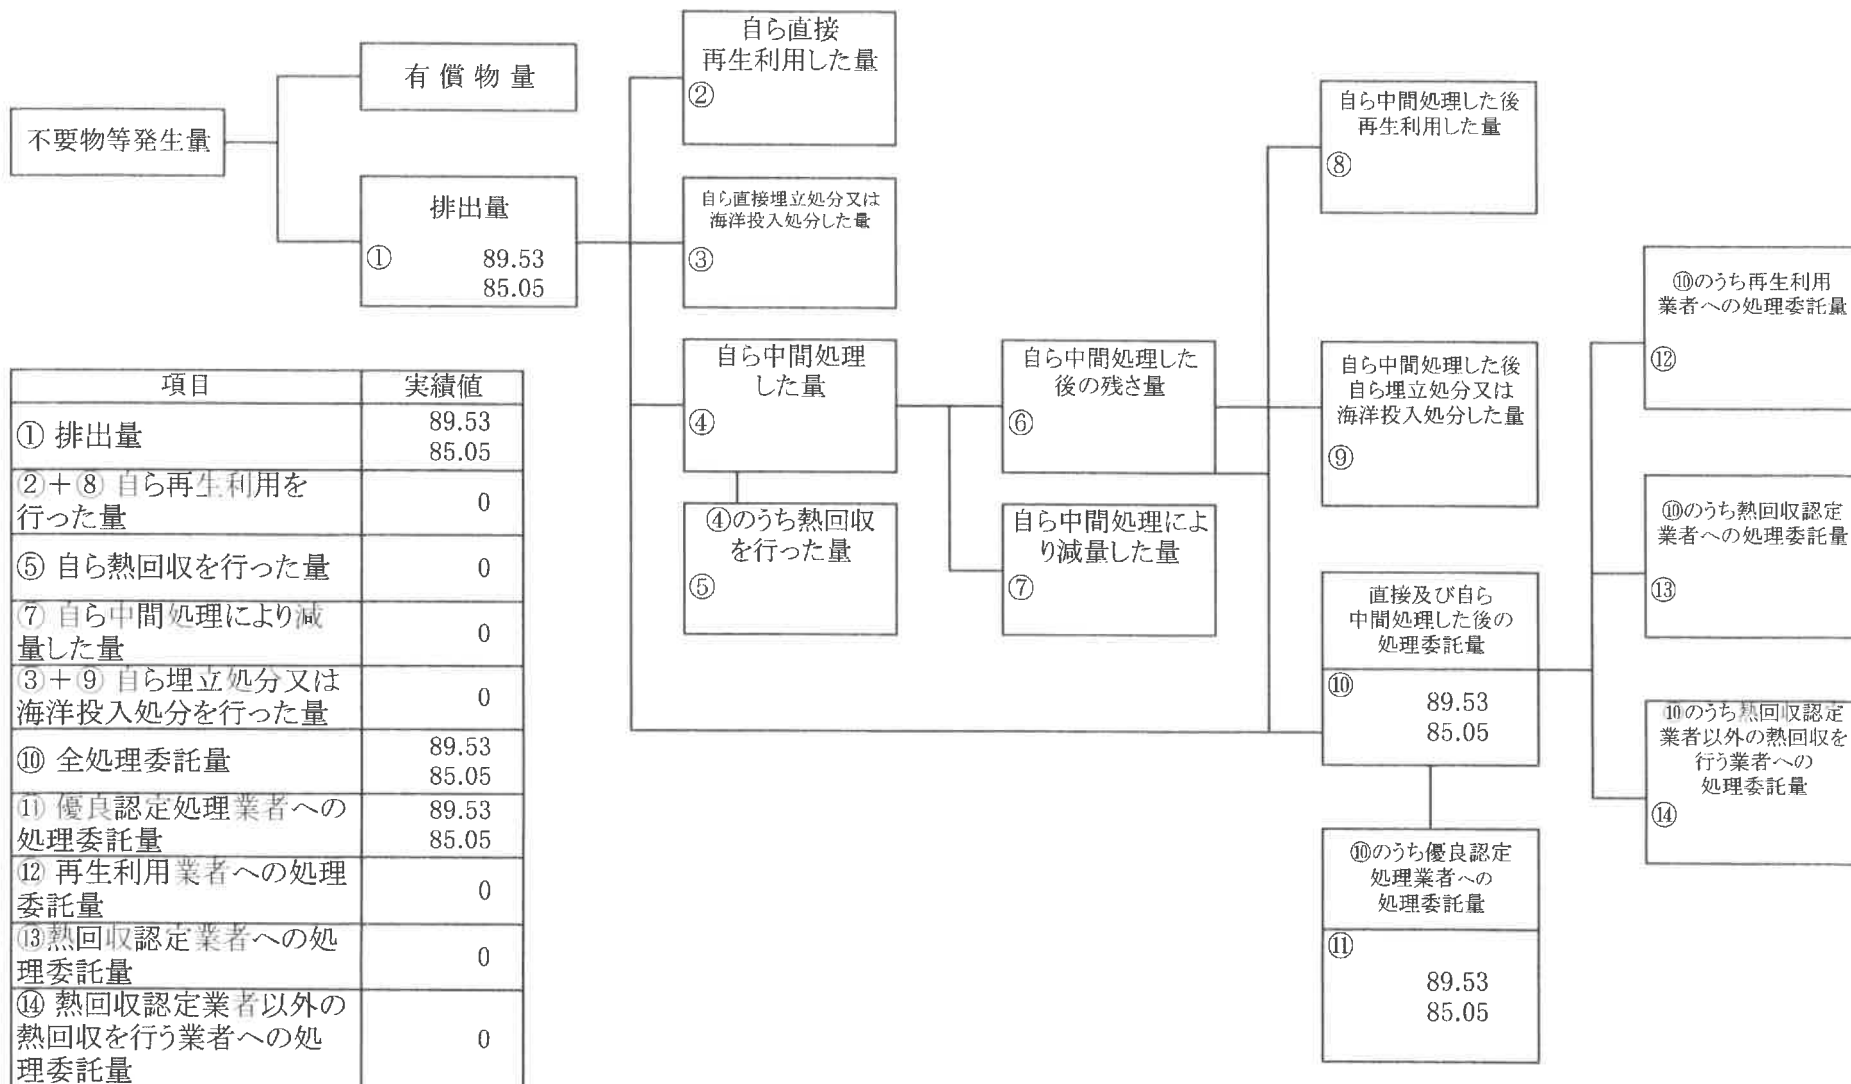 不要物等発生量
有償物量
排出量
①
89.53
85.05
自ら直接
再生利用した量
②
自ら直接埋立処分又は
海洋投入処分した量
③
自ら中間処理
した量
④
④のうち熱回収
を行った量
⑤
自ら中間処理した
後の残さ量
⑥
自ら中間処理によ
り減量した量
⑦
自ら中間処理した後
再生利用した量
⑧
自ら中間処理した後
自ら埋立処分又は
海洋投入処分した量
⑨
直接及び自ら
中間処理した後の
処理委託量
⑩
89.53
85.05
⑩のうち優良認定
処理業者への
処理委託量
⑪
89.53
85.05
⑩のうち再生利用
業者への処理委託量
⑫
⑩のうち熱回収認定
業者への処理委託量
⑬
⑩のうち熱回収認定
業者以外の熱回収を
行う業者への
処理委託量
⑭
項目 実績値
① 排出量
89.53
85.05
②+⑧ 自ら再生利用を
行った量
0
⑤ 自ら熱回収を行った量 0
⑦ 自ら中間処理により減
量した量
0
③+⑨ 自ら埋立処分又は
海洋投入処分を行った量
0
⑩ 全処理委託量
89.53
85.05
⑪ 優良認定処理業者への
処理委託量
89.53
85.05
⑫ 再生利用業者への処理
委託量
0
⑬熱回収認定業者への処
理委託量
0
⑭ 熱回収認定業者以外の
熱回収を行う業者への処
理委託量
0